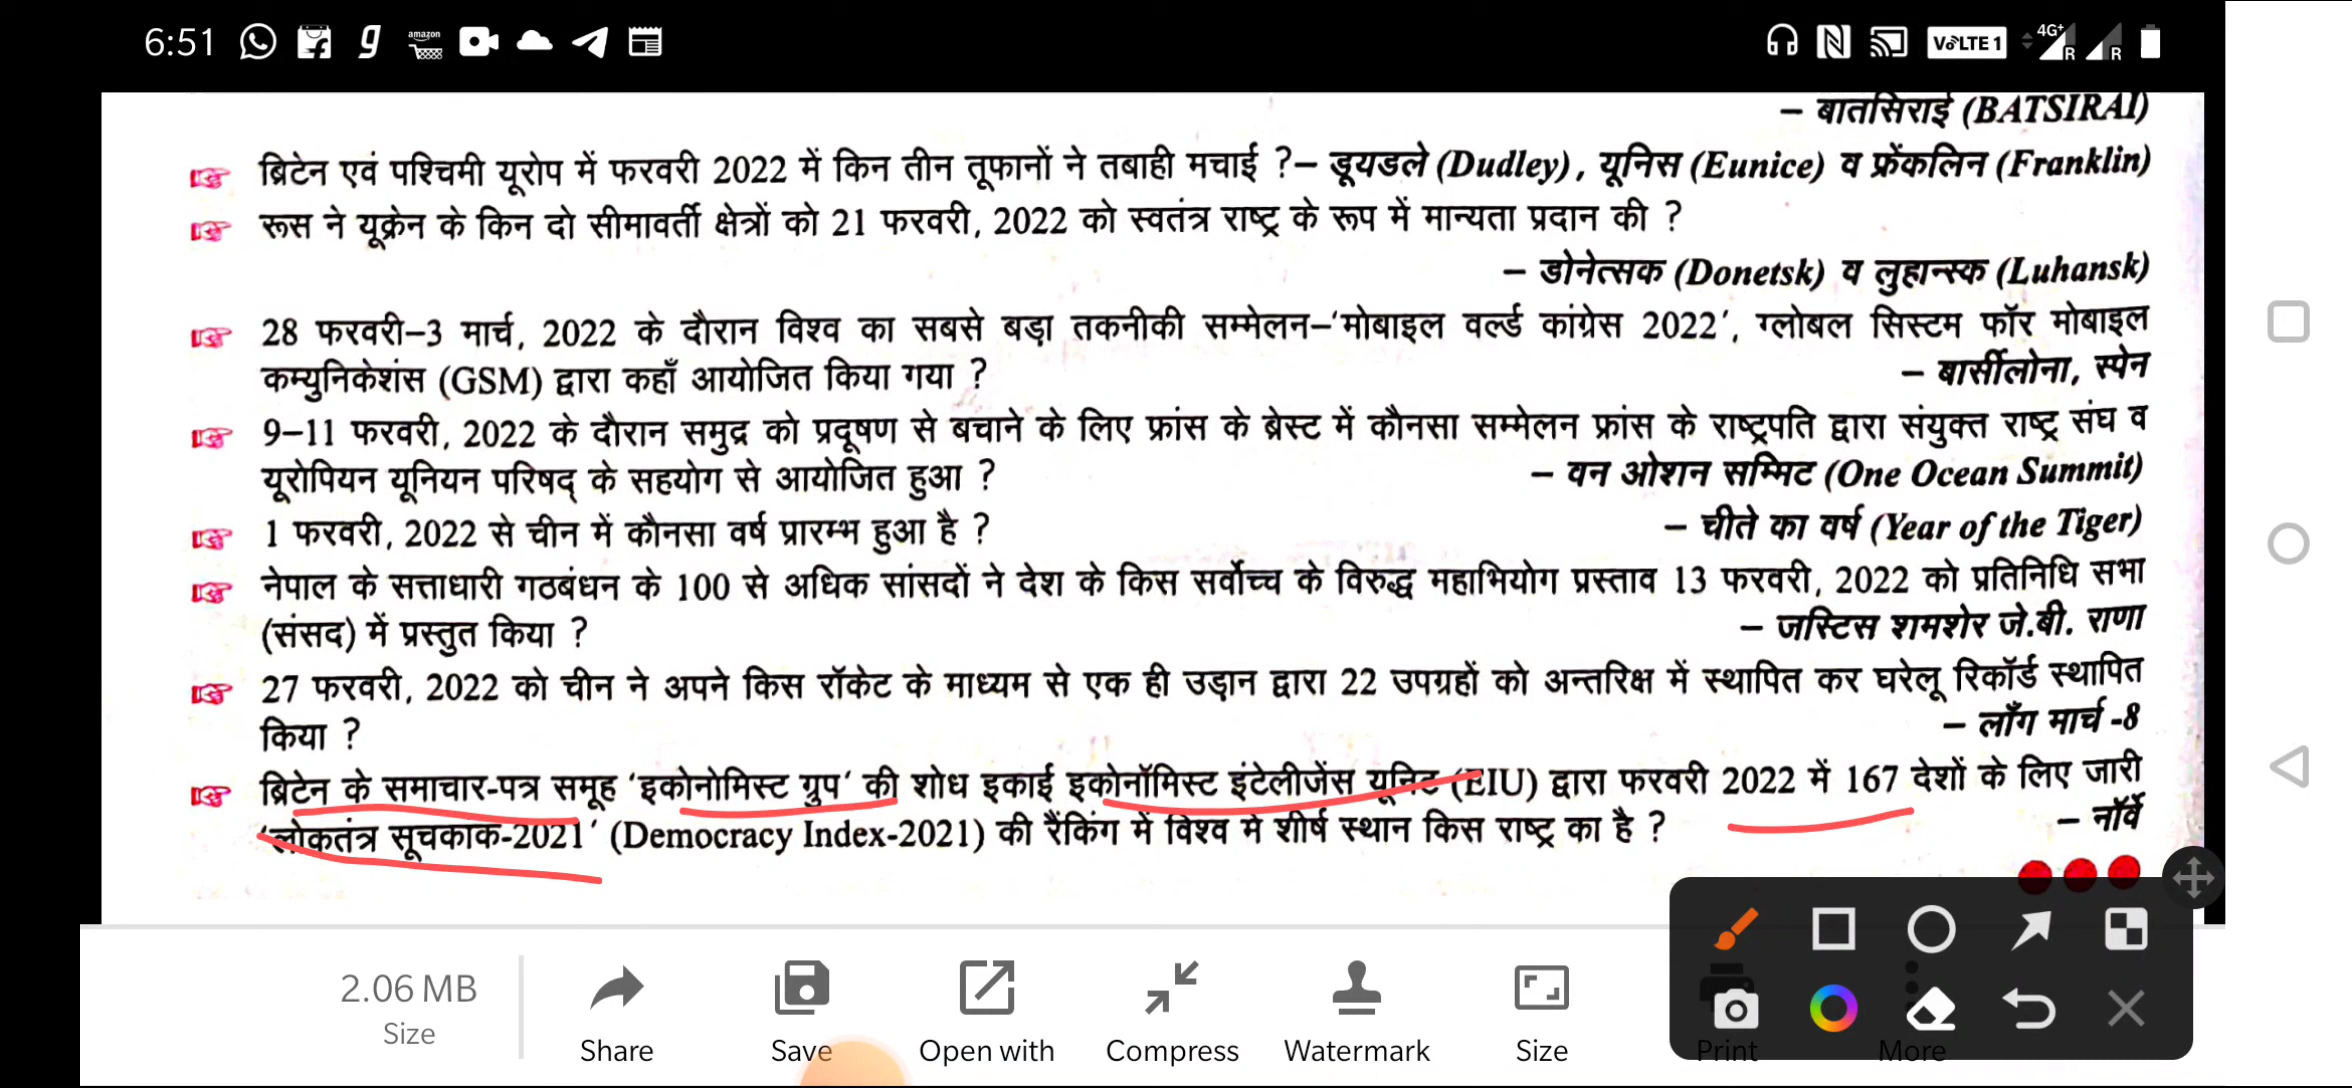 6:51
amazon
VoLTE 1
4G+
R
R
– बातसिराई (BATSIRAI)
ब्रिटेन एवं पश्चिमी यूरोप में फरवरी 2022 में किन तीन तूफानों ने तबाही मचाई ?– डूयडले (Dudley), यूनिस (Eunice) व फ्रेंकलिन (Franklin)
रूस ने यूक्रेन के किन दो सीमावर्ती क्षेत्रों को 21 फरवरी, 2022 को स्वतंत्र राष्ट्र के रूप में मान्यता प्रदान की ?
– डोनेत्सक (Donetsk) व लुहान्स्क (Luhansk)
28 फरवरी–3 मार्च, 2022 के दौरान विश्व का सबसे बड़ा तकनीकी सम्मेलन–'मोबाइल वर्ल्ड कांग्रेस 2022', ग्लोबल सिस्टम फॉर मोबाइल
कम्युनिकेशंस (GSM) द्वारा कहाँ आयोजित किया गया ? – बार्सीलोना, स्पेन
9–11 फरवरी, 2022 के दौरान समुद्र को प्रदूषण से बचाने के लिए फ्रांस के ब्रेस्ट में कौनसा सम्मेलन फ्रांस के राष्ट्रपति द्वारा संयुक्त राष्ट्र संघ व
यूरोपियन यूनियन परिषद् के सहयोग से आयोजित हुआ ? – वन ओशन सम्मिट (One Ocean Summit)
1 फरवरी, 2022 से चीन में कौनसा वर्ष प्रारम्भ हुआ है ? – चीते का वर्ष (Year of the Tiger)
नेपाल के सत्ताधारी गठबंधन के 100 से अधिक सांसदों ने देश के किस सर्वोच्च के विरुद्ध महाभियोग प्रस्ताव 13 फरवरी, 2022 को प्रतिनिधि सभा
(संसद) में प्रस्तुत किया ? – जस्टिस शमशेर जे.बी. राणा
27 फरवरी, 2022 को चीन ने अपने किस रॉकेट के माध्यम से एक ही उड़ान द्वारा 22 उपग्रहों को अन्तरिक्ष में स्थापित कर घरेलू रिकॉर्ड स्थापित
किया ? – लाँग मार्च -8
ब्रिटेन के समाचार-पत्र समूह 'इकोनोमिस्ट ग्रुप' की शोध इकाई इकोनॉमिस्ट इंटेलीजेंस यूनिट (EIU) द्वारा फरवरी 2022 में 167 देशों के लिए जारी
'लोकतंत्र सूचकांक-2021' (Democracy Index-2021) की रैंकिंग में विश्व में शीर्ष स्थान किस राष्ट्र का है ? – नॉर्वे
2.06 MB
Size
Share
Save
Open with
Compress
Watermark
Size
Print
More